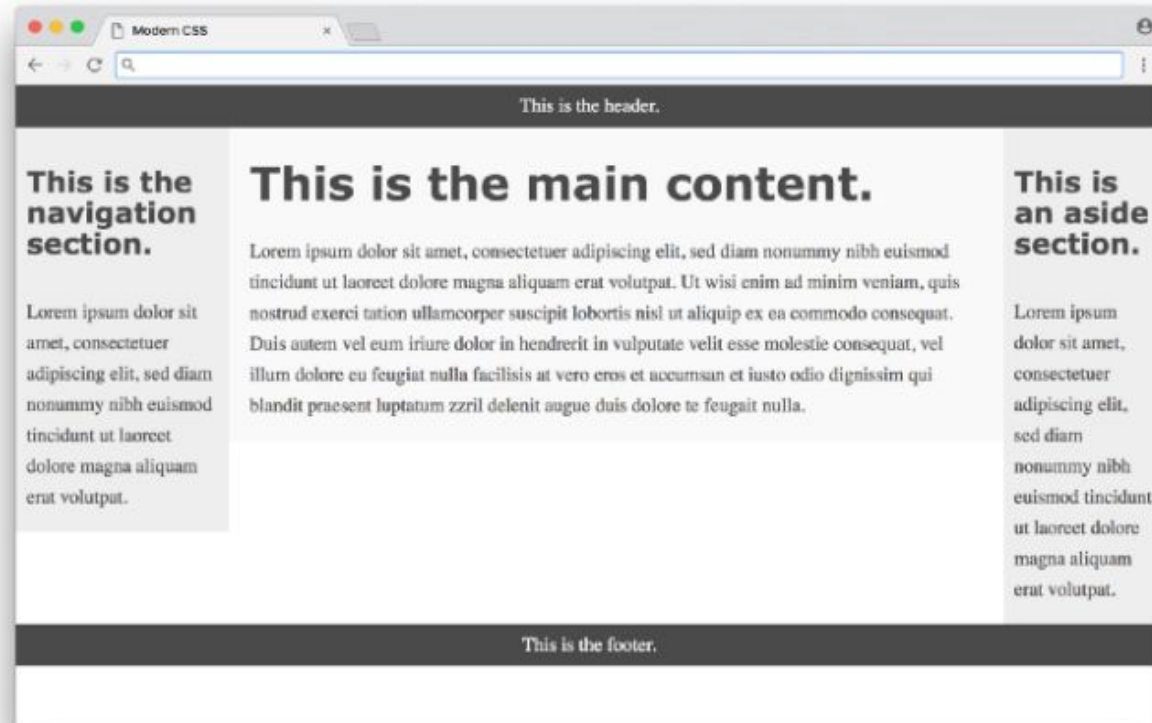 Modern CSS
This is the header.
This is the
navigation
section.
Lorem ipsum dolor sit
amet, consectetuer
adipiscing elit, sed diam
nonummy nibh euismod
tincidunt ut laoreet
dolore magna aliquam
erat volutpat.
This is the main content.
Lorem ipsum dolor sit amet, consectetuer adipiscing elit, sed diam nonummy nibh euismod
tincidunt ut laoreet dolore magna aliquam erat volutpat. Ut wisi enim ad minim veniam, quis
nostrud exerci tation ullamcorper suscipit lobortis nisl ut aliquip ex ea commodo consequat.
Duis autem vel eum iriure dolor in hendrerit in vulputate velit esse molestie consequat, vel
illum dolore eu feugiat nulla facilisis at vero eros et accumsan et iusto odio dignissim qui
blandit praesent luptatum zzril delenit augue duis dolore te feugait nulla.
This is
an aside
section.
Lorem ipsum
dolor sit amet,
consectetuer
adipiscing elit,
sed diam
nonummy nibh
euismod tincidunt
ut laoreet dolore
magna aliquam
erat volutpat.
This is the footer.